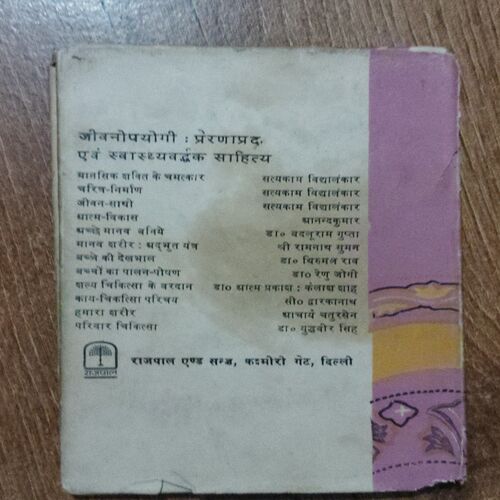 जीवनोपयोगी : प्रेरणाप्रद
एवं स्वास्थ्यवर्द्धक साहित्य
मानसिक शक्ति के चमत्कार सत्यकाम विद्यालंकार
चरित्र-निर्माण सत्यकाम विद्यालंकार
जीवन-साथी सत्यकाम विद्यालंकार
आत्म-विकास आनन्दकुमार
अच्छे मानव बनिये डा० बदलूराम गुप्ता
मानव शरीर : अद्भुत यंत्र श्री रामनाथ सुमन
बच्चे की देखभाल डा० विरुमल राव
बच्चों का पालन-पोषण डा० रेणु जोगी
शल्य चिकित्सा के वरदान डा० आत्म प्रकाश : कैलाश शाह
काय-चिकित्सा परिचय सी० द्वारकानाथ
हमारा शरीर आचार्य चतुरसेन
परिवार चिकित्सा डा० युद्धवीर सिंह
राजपाल
राजपाल एण्ड सन्ज़, कश्मीरी गेट, दिल्ली